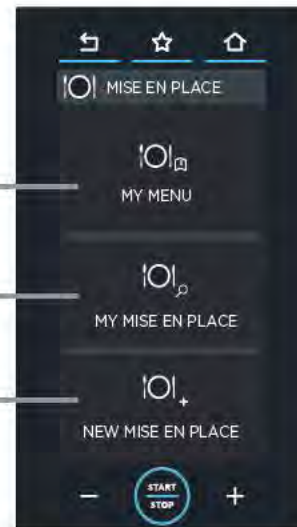 MISE EN PLACE
MY MENU
MY MISE EN PLACE
NEW MISE EN PLACE
START
STOP